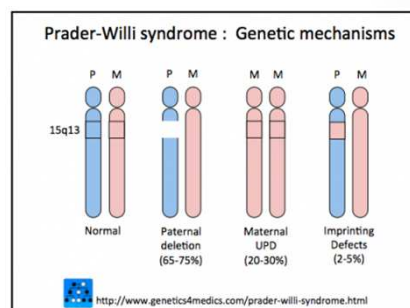 Prader-Willi syndrome : Genetic mechanisms
P M P M M M P M
15q13
Normal Paternal deletion (65-75%) Maternal UPD (20-30%) Imprinting Defects (2-5%)
http://www.genetics4medics.com/prader-willi-syndrome.html